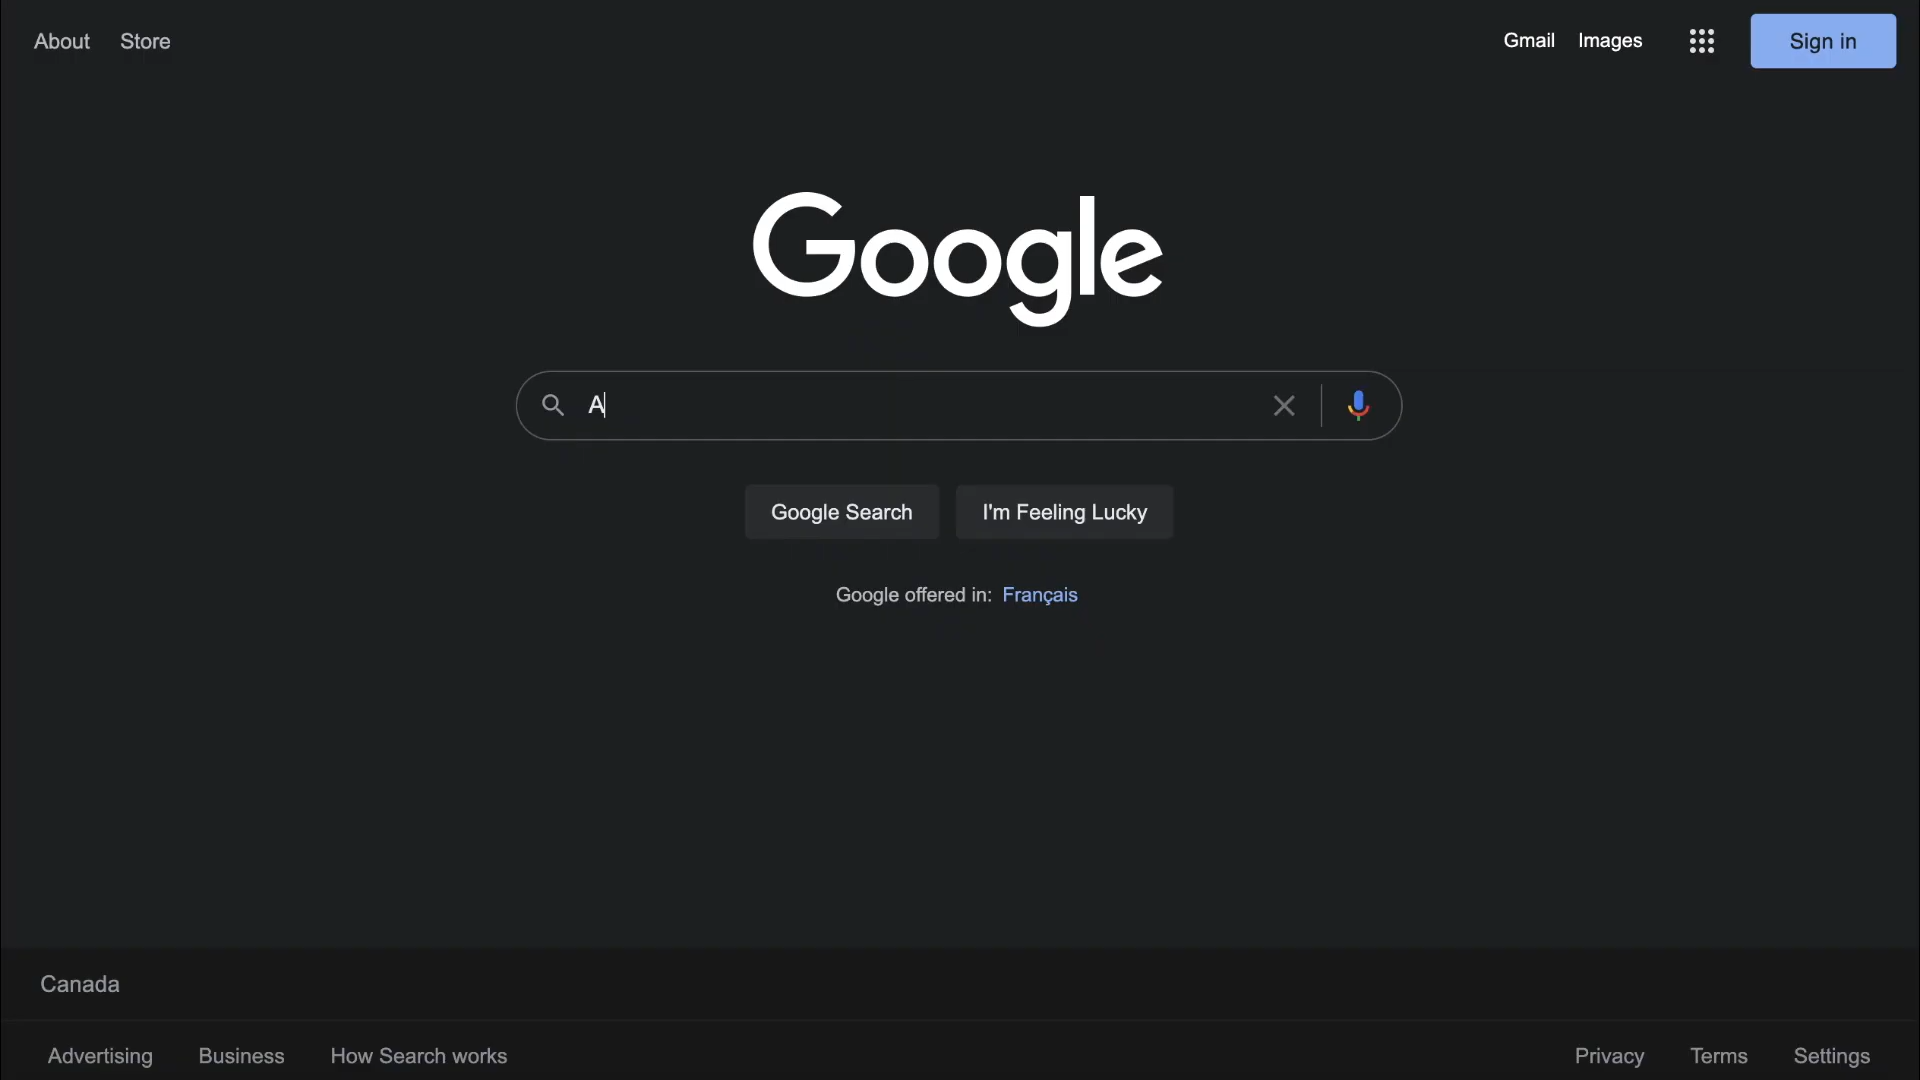 About Store Gmail Images Sign in
Google
A
Google Search I'm Feeling Lucky
Google offered in: Français
Canada
Advertising Business How Search works Privacy Terms Settings